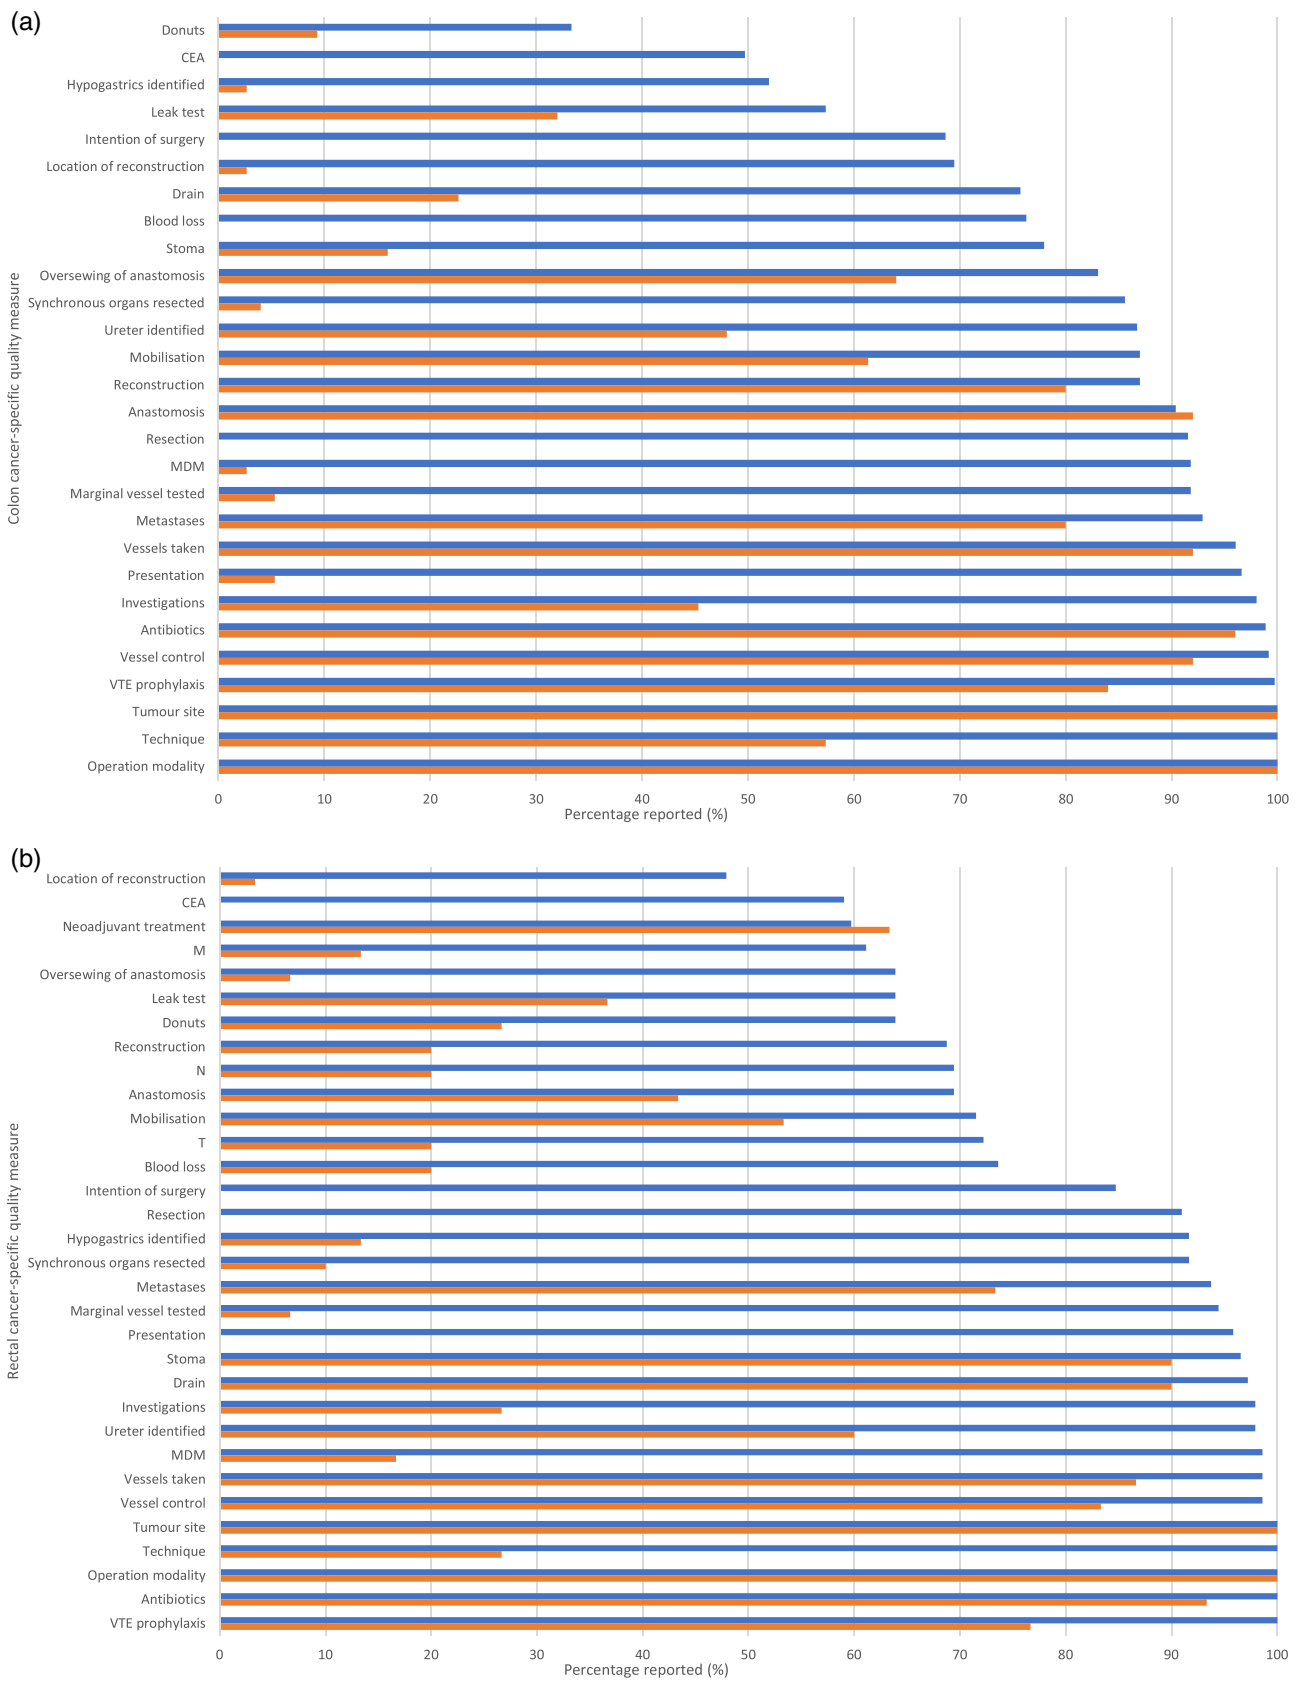 (a)
Donuts
CEA
Hypogastrics identified
Leak test
Intention of surgery
Location of reconstruction
Drain
Blood loss
Stoma
Oversewing of anastomosis
Synchronous organs resected
Ureter identified
Mobilisation
Reconstruction
Anastomosis
Resection
MDM
Marginal vessel tested
Metastases
Vessels taken
Presentation
Investigations
Antibiotics
Vessel control
VTE prophylaxis
Tumour site
Technique
Operation modality
Colon cancer-specific quality measure
0 10 20 30 40 50 60 70 80 90 100
Percentage reported (%)
(b)
Location of reconstruction
CEA
Neoadjuvant treatment
M
Oversewing of anastomosis
Leak test
Donuts
Reconstruction
N
Anastomosis
Mobilisation
T
Blood loss
Intention of surgery
Resection
Hypogastrics identified
Synchronous organs resected
Metastases
Marginal vessel tested
Presentation
Stoma
Drain
Investigations
Ureter identified
MDM
Vessels taken
Vessel control
Tumour site
Technique
Operation modality
Antibiotics
VTE prophylaxis
Rectal cancer-specific quality measure
0 10 20 30 40 50 60 70 80 90 100
Percentage reported (%)